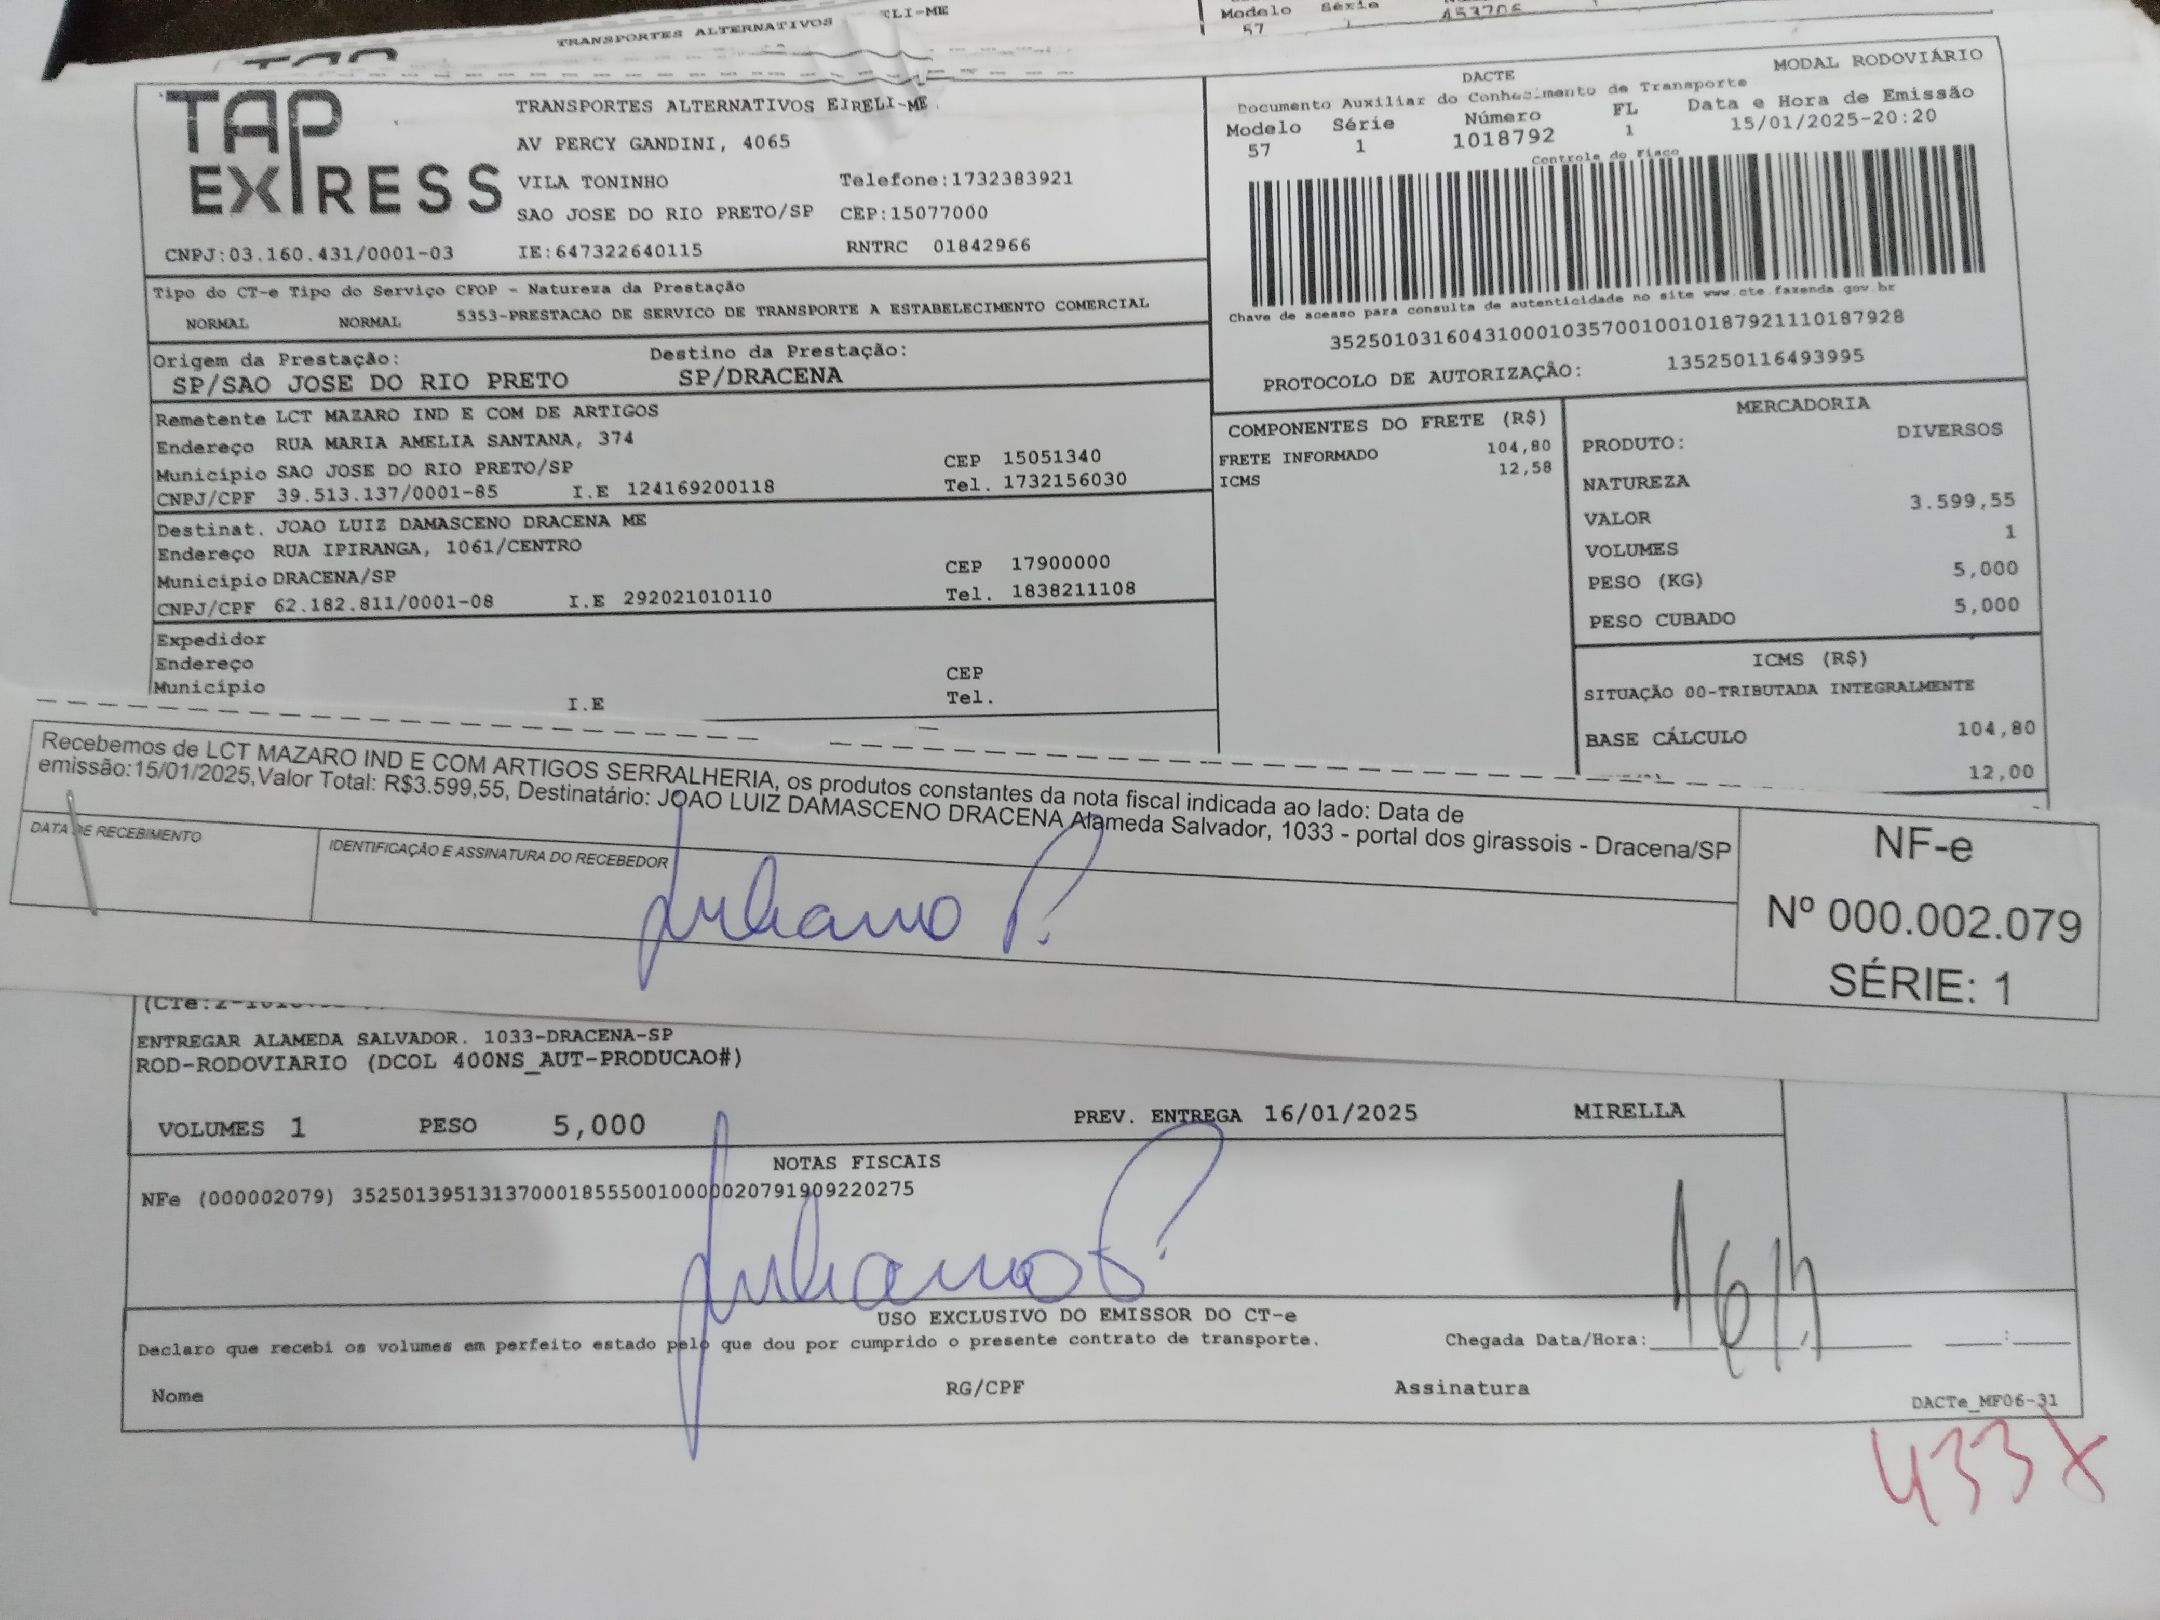 TRANSPORTES ALTERNATIVOS
ELI-ME
Modelo Série
57 1 453706
TAP EXPRESS
TRANSPORTES ALTERNATIVOS EIRELI-ME
AV PERCY GANDINI, 4065
VILA TONINHO Telefone:1732383921
SAO JOSE DO RIO PRETO/SP CEP:15077000
CNPJ:03.160.431/0001-03 IE:647322640115 RNTRC 01842966
DACTE MODAL RODOVIÁRIO
Documento Auxiliar do Conhecimento de Transporte
Modelo Série Número FL Data e Hora de Emissão
57 1 1018792 1 15/01/2025-20:20
Controle do Fisco
Chave de acesso para consulta de autenticidade no site www.cte.fazenda.gov.br
35250103160431000103570010010187921110187928
PROTOCOLO DE AUTORIZAÇÃO: 135250116493995
Tipo do CT-e Tipo do Serviço CFOP - Natureza da Prestação
NORMAL NORMAL 5353-PRESTACAO DE SERVICO DE TRANSPORTE A ESTABELECIMENTO COMERCIAL
Origem da Prestação: Destino da Prestação:
SP/SAO JOSE DO RIO PRETO SP/DRACENA
Remetente LCT MAZARO IND E COM DE ARTIGOS
Endereço RUA MARIA AMELIA SANTANA, 374
Município SAO JOSE DO RIO PRETO/SP CEP 15051340
CNPJ/CPF 39.513.137/0001-85 I.E 124169200118 Tel. 1732156030
Destinat. JOAO LUIZ DAMASCENO DRACENA ME
Endereço RUA IPIRANGA, 1061/CENTRO
Município DRACENA/SP CEP 17900000
CNPJ/CPF 62.182.811/0001-08 I.E 292021010110 Tel. 1838211108
Expedidor
Endereço
Município CEP
I.E Tel.
COMPONENTES DO FRETE (R$)
FRETE INFORMADO 104,80
ICMS 12,58
MERCADORIA
PRODUTO: DIVERSOS
NATUREZA
VALOR 3.599,55
VOLUMES 1
PESO (KG) 5,000
PESO CUBADO 5,000
ICMS (R$)
SITUAÇÃO 00-TRIBUTADA INTEGRALMENTE
BASE CÁLCULO 104,80
12,00
Recebemos de LCT MAZARO IND E COM ARTIGOS SERRALHERIA, os produtos constantes da nota fiscal indicada ao lado: Data de
emissão:15/01/2025,Valor Total: R$3.599,55, Destinatário: JOAO LUIZ DAMASCENO DRACENA Alameda Salvador, 1033 - portal dos girassois - Dracena/SP
DATA DE RECEBIMENTO IDENTIFICAÇÃO E ASSINATURA DO RECEBEDOR
Juliano P.
NF-e
Nº 000.002.079
SÉRIE: 1
ENTREGAR ALAMEDA SALVADOR. 1033-DRACENA-SP
ROD-RODOVIARIO (DCOL 400NS_AUT-PRODUCAO#)
VOLUMES 1 PESO 5,000 PREV. ENTREGA 16/01/2025 MIRELLA
NOTAS FISCAIS
NFe (000002079) 35250139513137000185550010000020791909220275
Juliano P.
USO EXCLUSIVO DO EMISSOR DO CT-e
Declaro que recebi os volumes em perfeito estado pelo que dou por cumprido o presente contrato de transporte. Chegada Data/Hora: : 
Nome RG/CPF Assinatura
DACTe_MF06-31